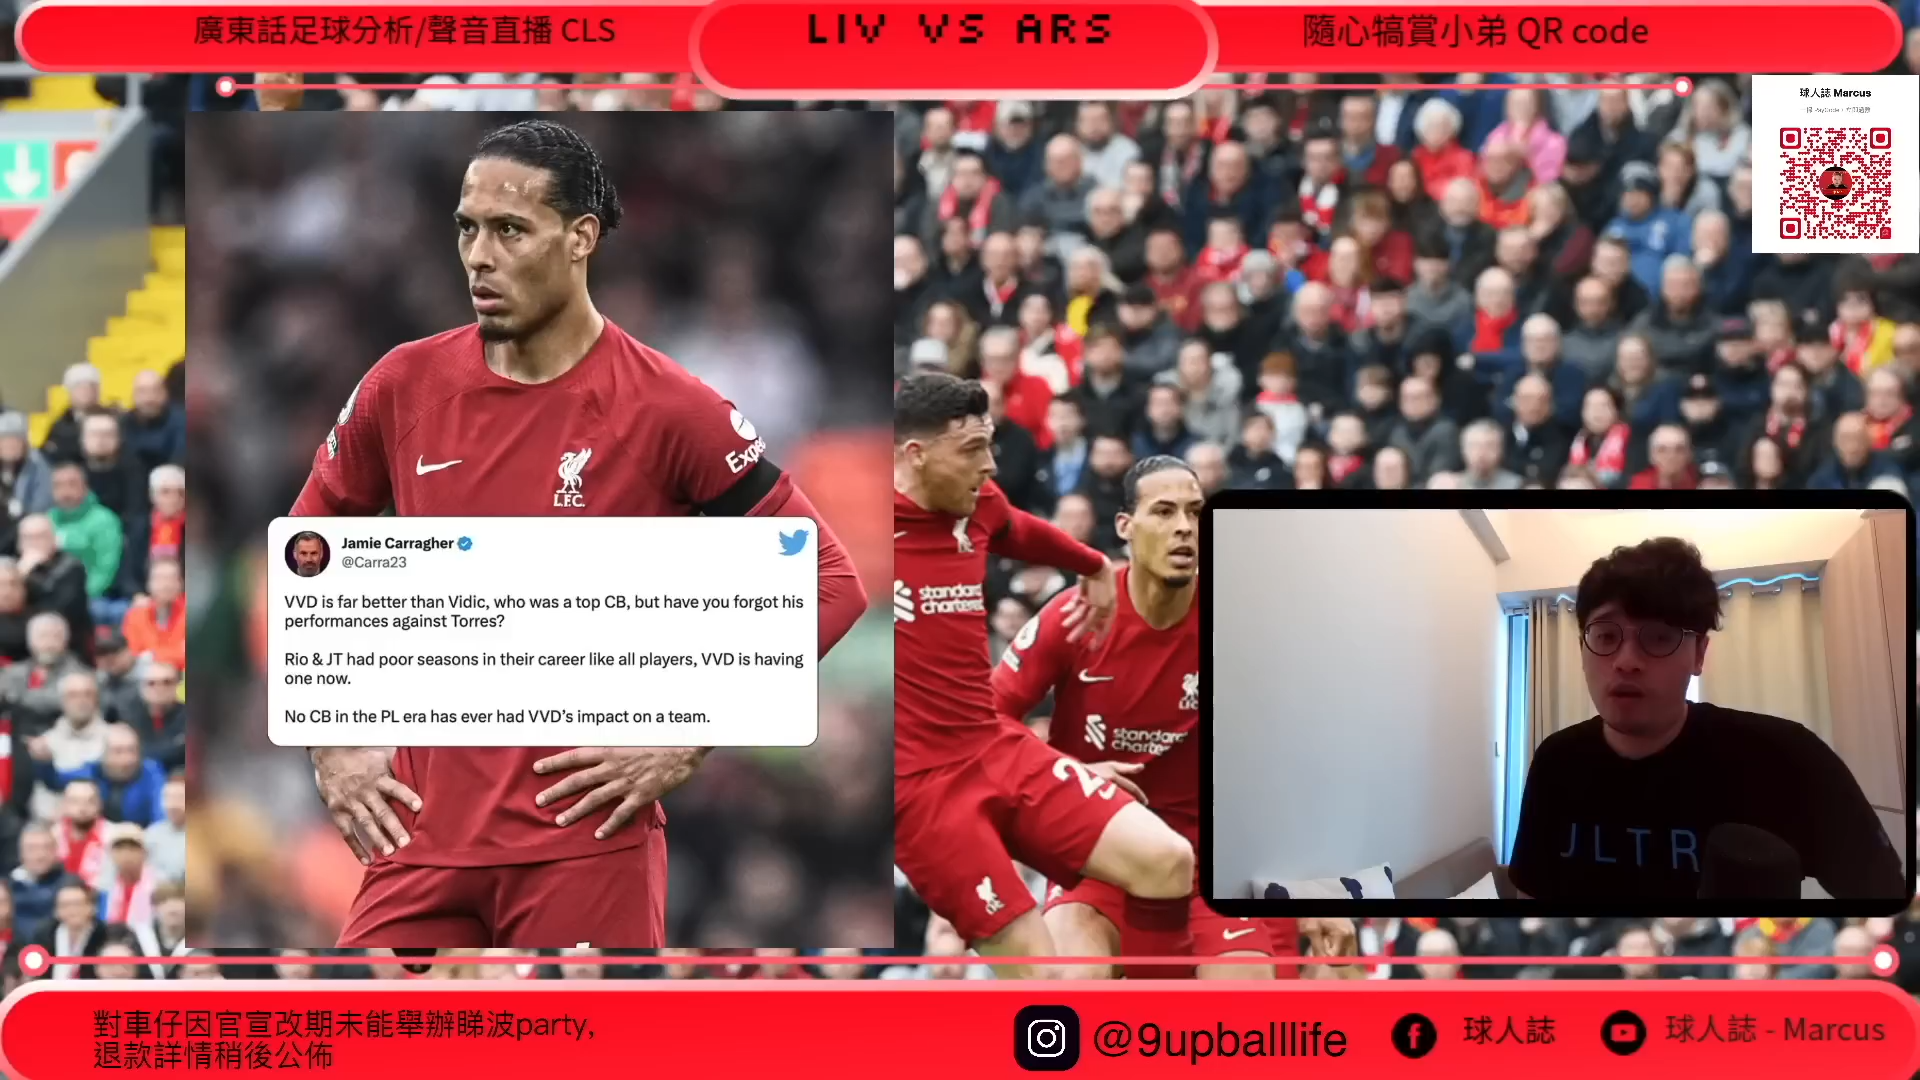 廣東話足球分析/聲音直播 CLS
LIV VS ARS
隨心犒賞小弟 QR code
球人誌 Marcus
Expe
L.F.C.
Jamie Carragher
@Carra23
VVD is far better than Vidic, who was a top CB, but have you forgot his
performances against Torres?
Rio & JT had poor seasons in their career like all players, VVD is having
one now.
No CB in the PL era has ever had VVD's impact on a team.
standard
chartere
standard
charte
2
JLTR
對車仔因官宣改期未能舉辦睇波party,
退款詳情稍後公佈
@9upballlife
球人誌
球人誌 - Marcus